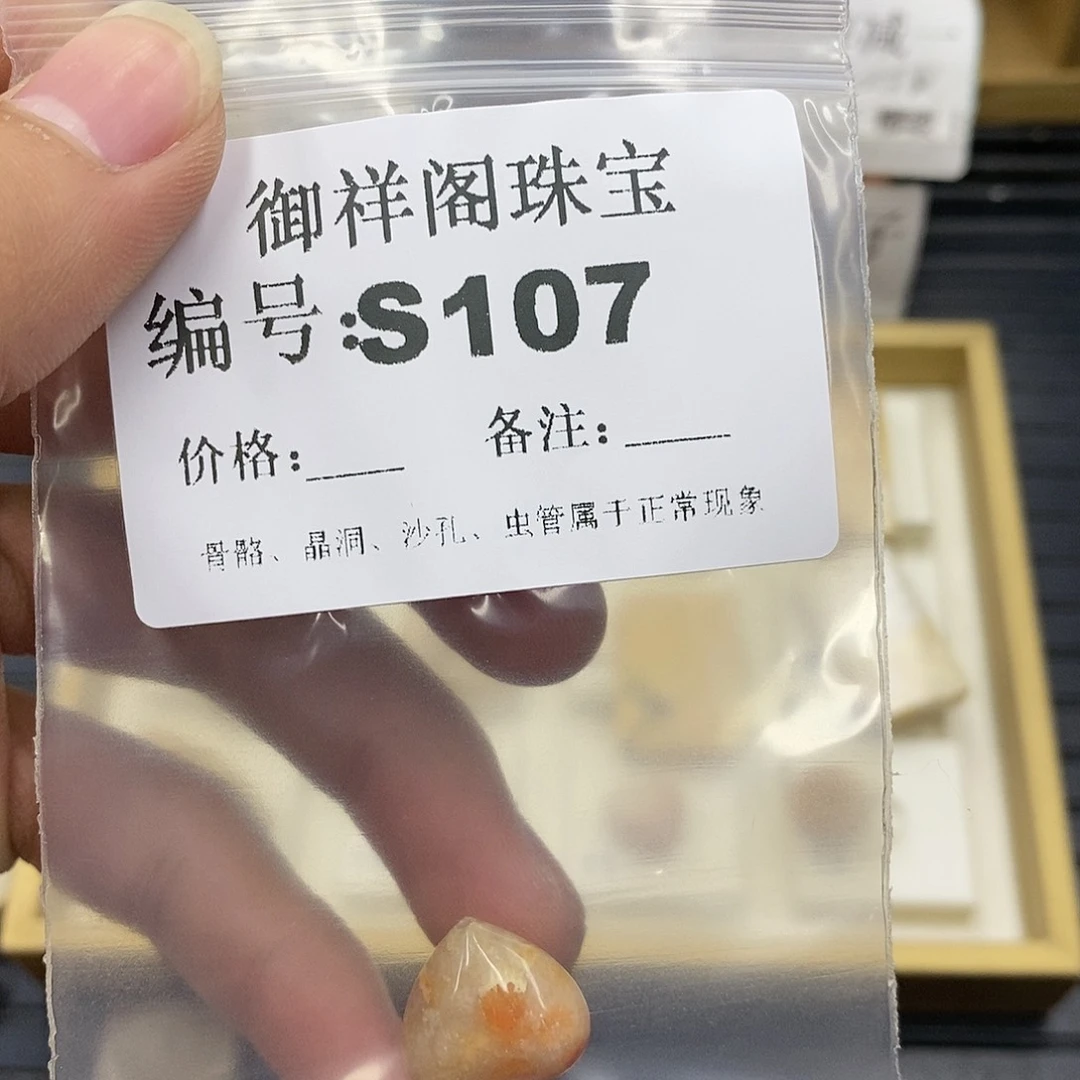 御祥阁珠宝
编号:S107
价格:____ 备注:_____
骨骼、晶洞、沙孔、虫管属于正常现象